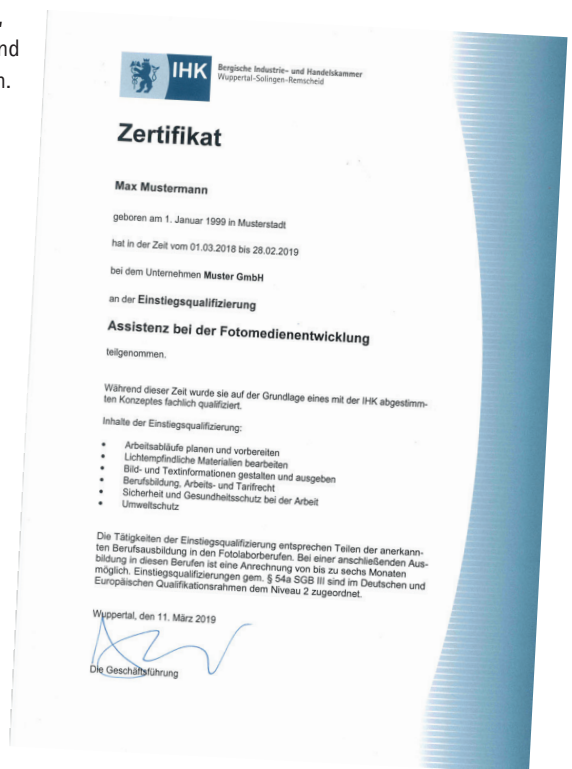 nd
n.
IHK
Bergische Industrie- und Handelskammer
Wuppertal-Solingen-Remscheid
Zertifikat
Max Mustermann
geboren am 1. Januar 1999 in Musterstadt
hat in der Zeit vom 01.03.2018 bis 28.02.2019
bei dem Unternehmen Muster GmbH
an der Einstiegsqualifizierung
Assistenz bei der Fotomedienentwicklung
teilgenommen.
Während dieser Zeit wurde sie auf der Grundlage eines mit der IHK abgestimm-
ten Konzeptes fachlich qualifiziert.
Inhalte der Einstiegsqualifizierung:
• Arbeitsabläufe planen und vorbereiten
• Lichtempfindliche Materialien bearbeiten
• Bild- und Textinformationen gestalten und ausgeben
• Berufsbildung, Arbeits- und Tarifrecht
• Sicherheit und Gesundheitsschutz bei der Arbeit
• Umweltschutz
Die Tätigkeiten der Einstiegsqualifizierung entsprechen Teilen der anerkann-
ten Berufsausbildung in den Fotolaborberufen. Bei einer anschließenden Aus-
bildung in diesen Berufen ist eine Anrechnung von bis zu sechs Monaten
möglich. Einstiegsqualifizierungen gem. § 54a SGB III sind im Deutschen und
Europäischen Qualifikationsrahmen dem Niveau 2 zugeordnet.
Wuppertal, den 11. März 2019
Die Geschäftsführung